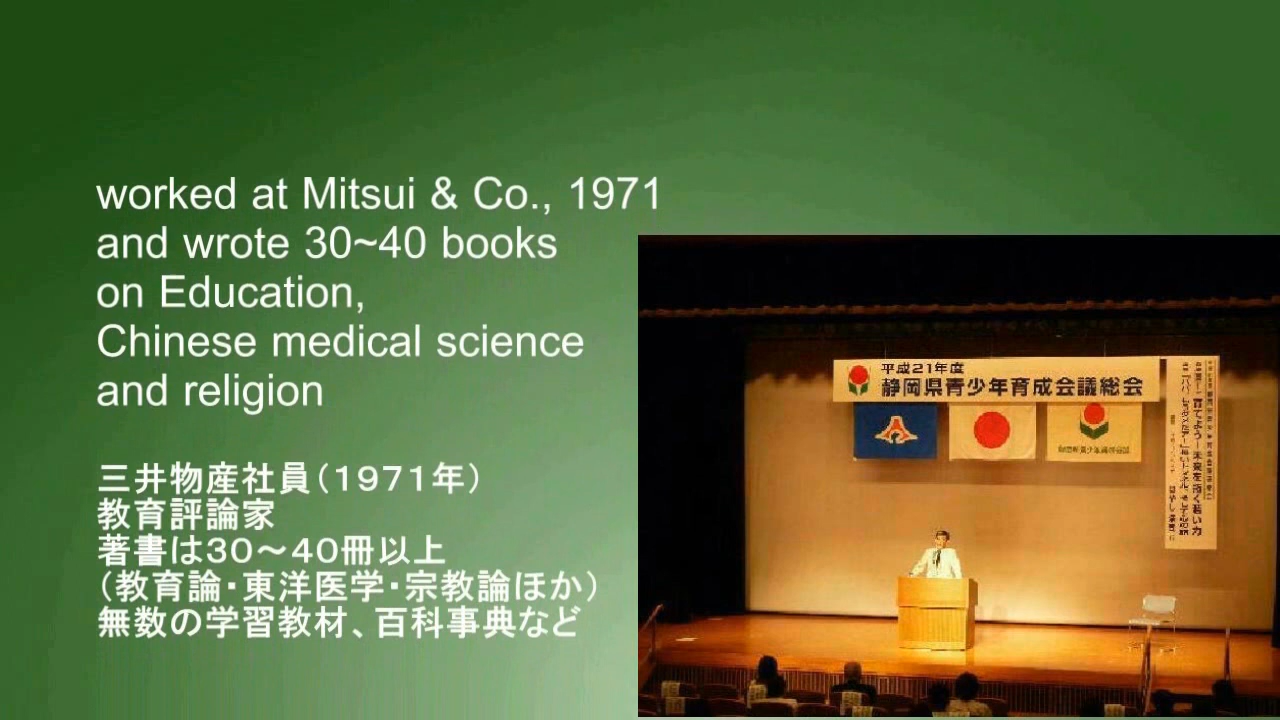 worked at Mitsui & Co., 1971
and wrote 30~40 books
on Education,
Chinese medical science
and religion
三井物産社員（１９７１年）
教育評論家
著書は３０～４０冊以上
（教育論・東洋医学・宗教論ほか）
無数の学習教材、百科事典など
平成21年度
静岡県青少年育成会議総会